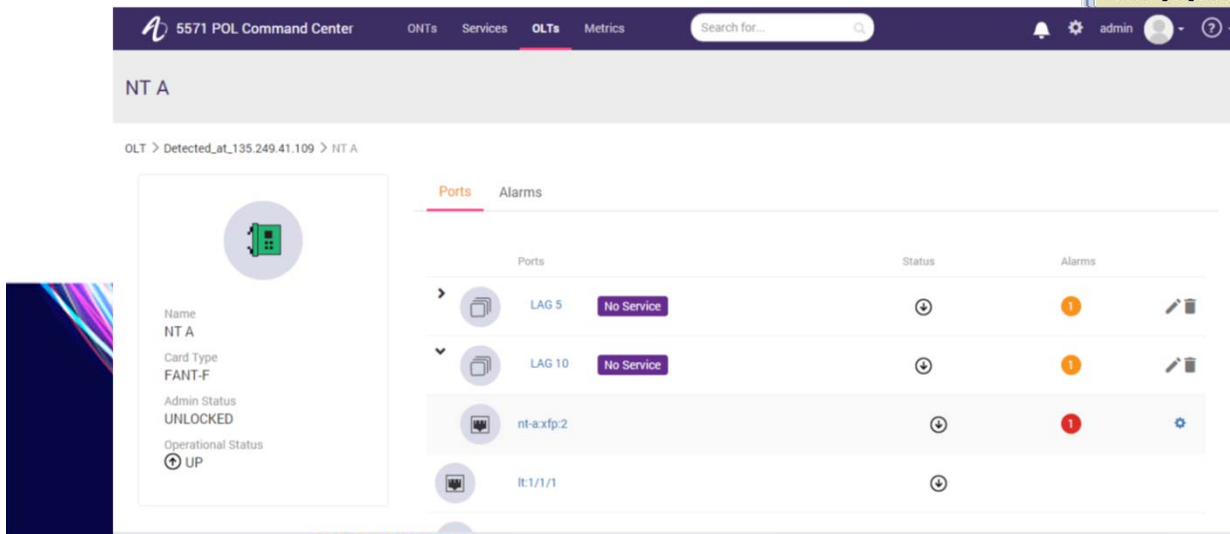 5571 POL Command Center
ONTs Services OLTs Metrics
Search for...
admin
NT A
OLT > Detected_at_135.249.41.109 > NT A
Ports Alarms
Name
NT A
Card Type
FANT-F
Admin Status
UNLOCKED
Operational Status
UP
Ports Status Alarms
LAG 5 No Service 1
LAG 10 No Service 1
nt-a:xfp:2 1
lt:1/1/1